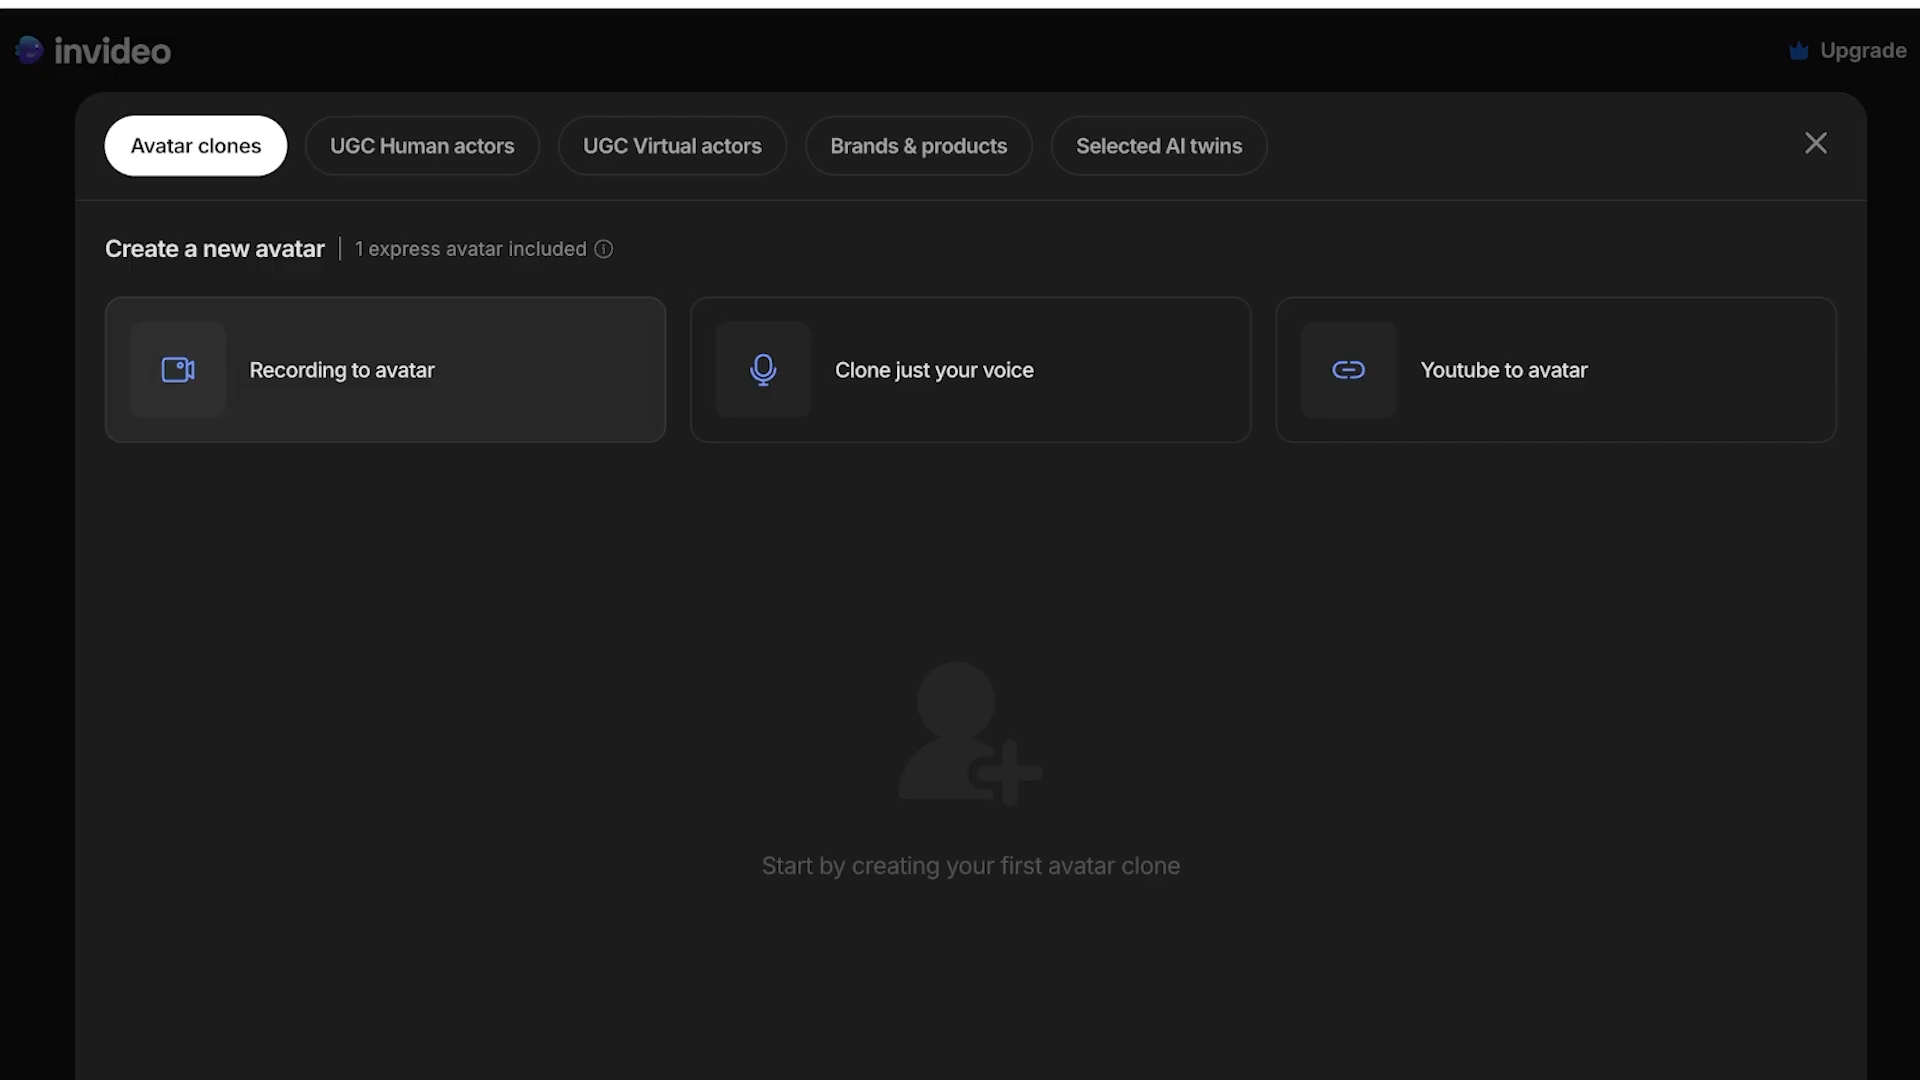 invideo
Upgrade
Avatar clones
UGC Human actors
UGC Virtual actors
Brands & products
Selected AI twins
Create a new avatar
1 express avatar included
Recording to avatar
Clone just your voice
Youtube to avatar
Start by creating your first avatar clone